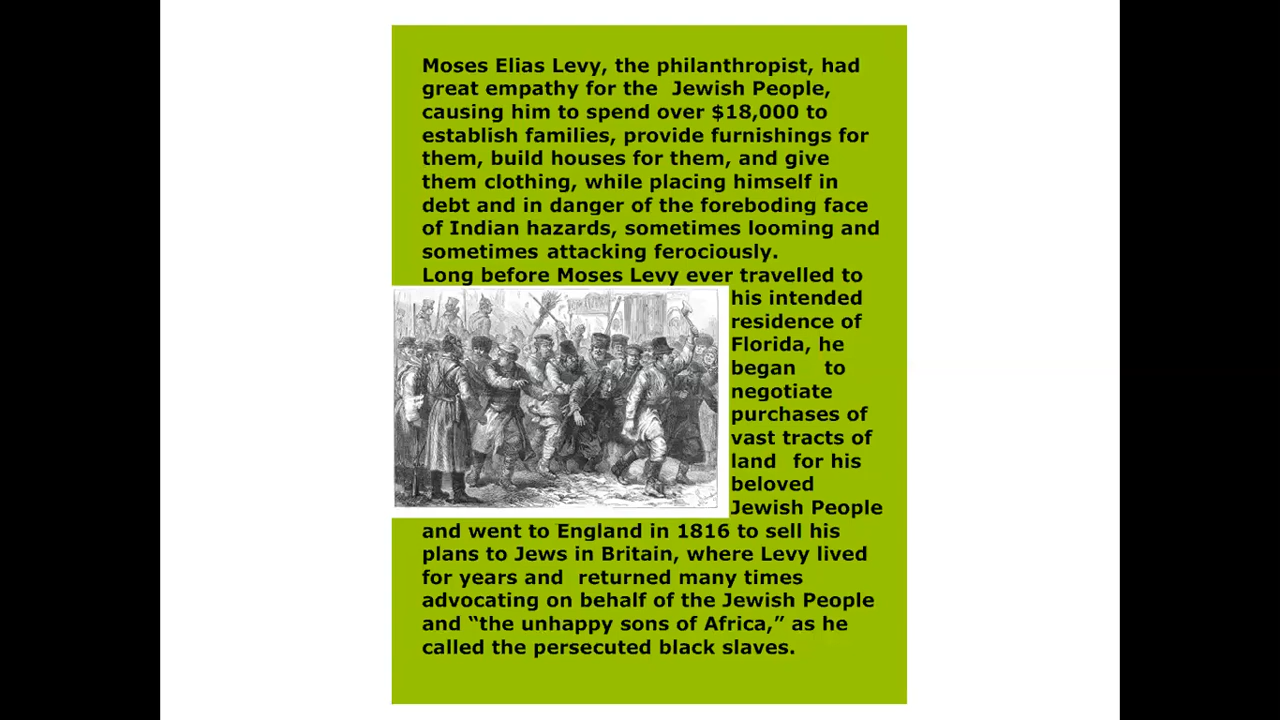 Moses Elias Levy, the philanthropist, had
great empathy for the  Jewish People,
causing him to spend over $18,000 to
establish families, provide furnishings for
them, build houses for them, and give
them clothing, while placing himself in
debt and in danger of the foreboding face
of Indian hazards, sometimes looming and
sometimes attacking ferociously.
Long before Moses Levy ever travelled to
his intended
residence of
Florida, he
began    to
negotiate
purchases of
vast tracts of
land  for his
beloved
Jewish People
and went to England in 1816 to sell his
plans to Jews in Britain, where Levy lived
for years and  returned many times
advocating on behalf of the Jewish People
and “the unhappy sons of Africa,” as he
called the persecuted black slaves.